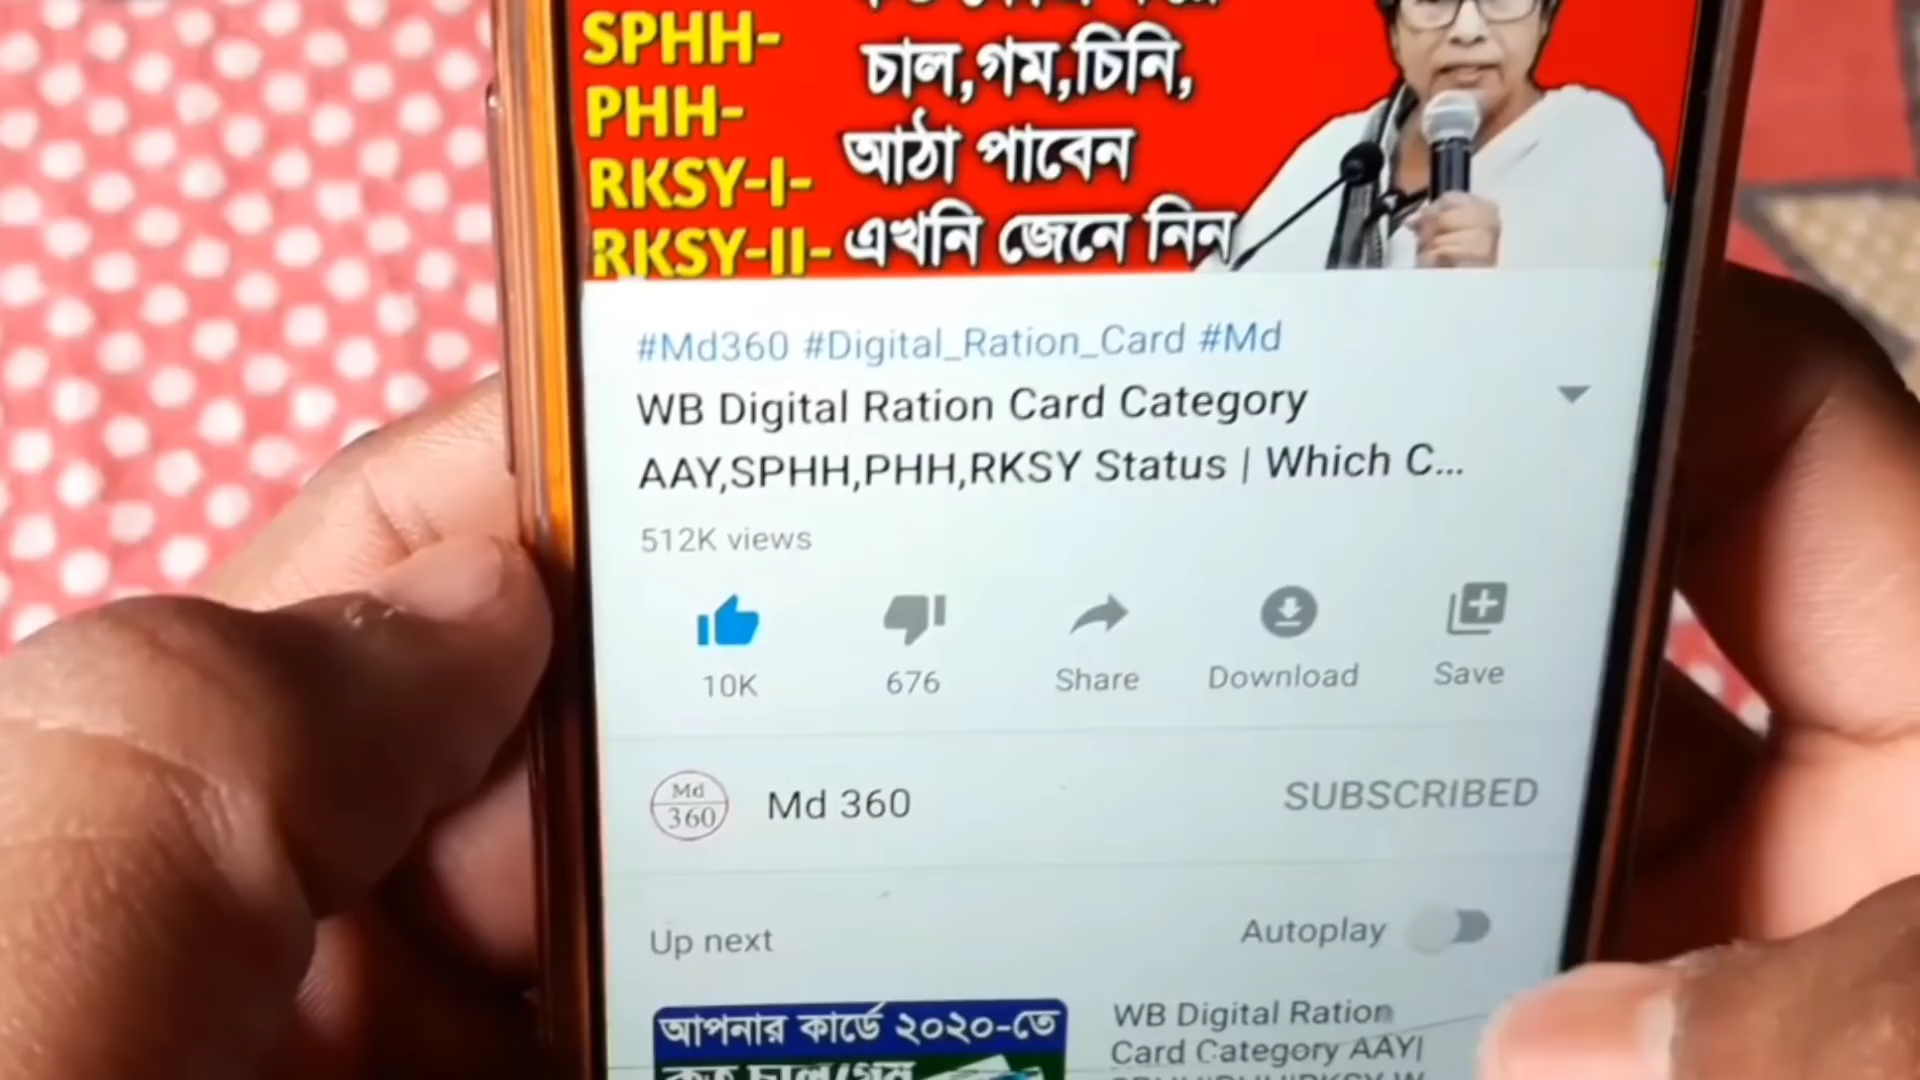 SPHH-
চাল,গম,চিনি,
PHH-
আঠা পাবেন
RKSY-I-
RKSY-II-
এখনি জেনে নিন
#Md360 #Digital_Ration_Card #Md
WB Digital Ration Card Category
AAY,SPHH,PHH,RKSY Status | Which C...
512K views
10K
676
Share
Download
Save
Md
360
Md 360
SUBSCRIBED
Up next
Autoplay
আপনার কার্ডে ২০২০-তে
কত চাল/গম
WB Digital Ration
Card Category AAY|